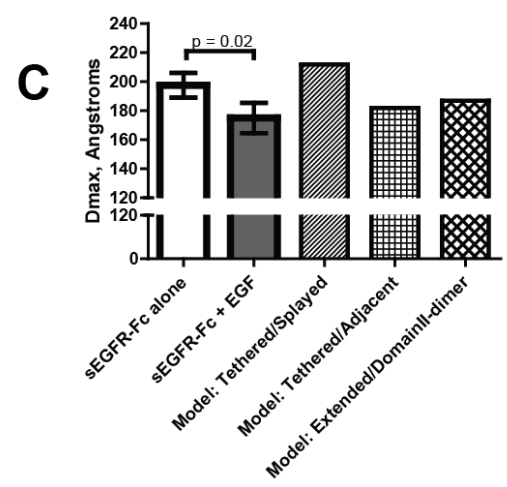 C
Dmax, Angstroms
240
220
200
180
160
140
120
120
0
p = 0.02
sEGFR-Fc alone
sEGFR-Fc + EGF
Model: Tethered/Splayed
Model: Tethered/Adjacent
Model: Extended/DomainII-dimer